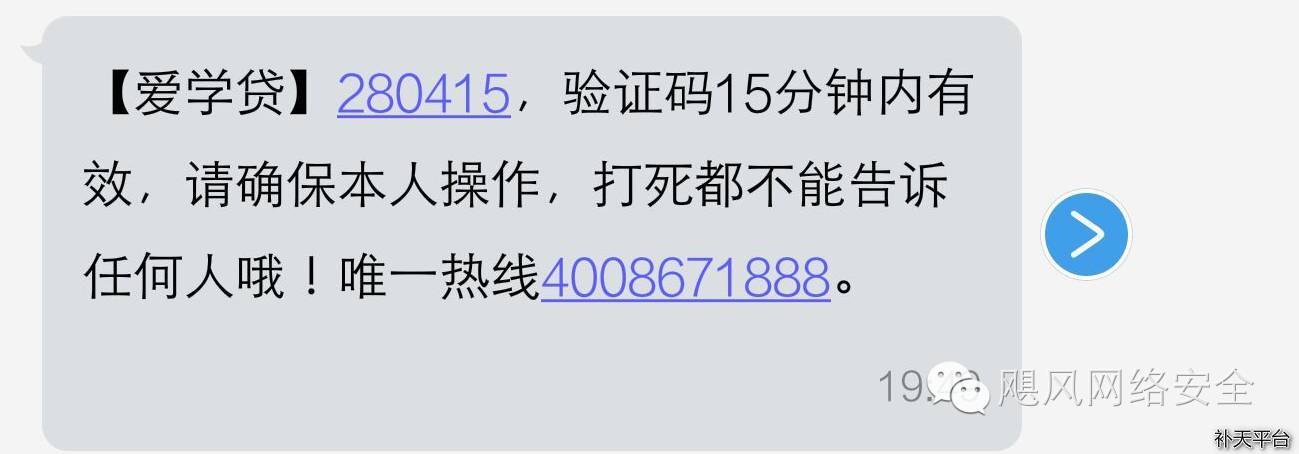 【爱学贷】280415，验证码15分钟内有
效，请确保本人操作，打死都不能告诉
任何人哦！唯一热线4008671888。
飓风网络安全
补天平台